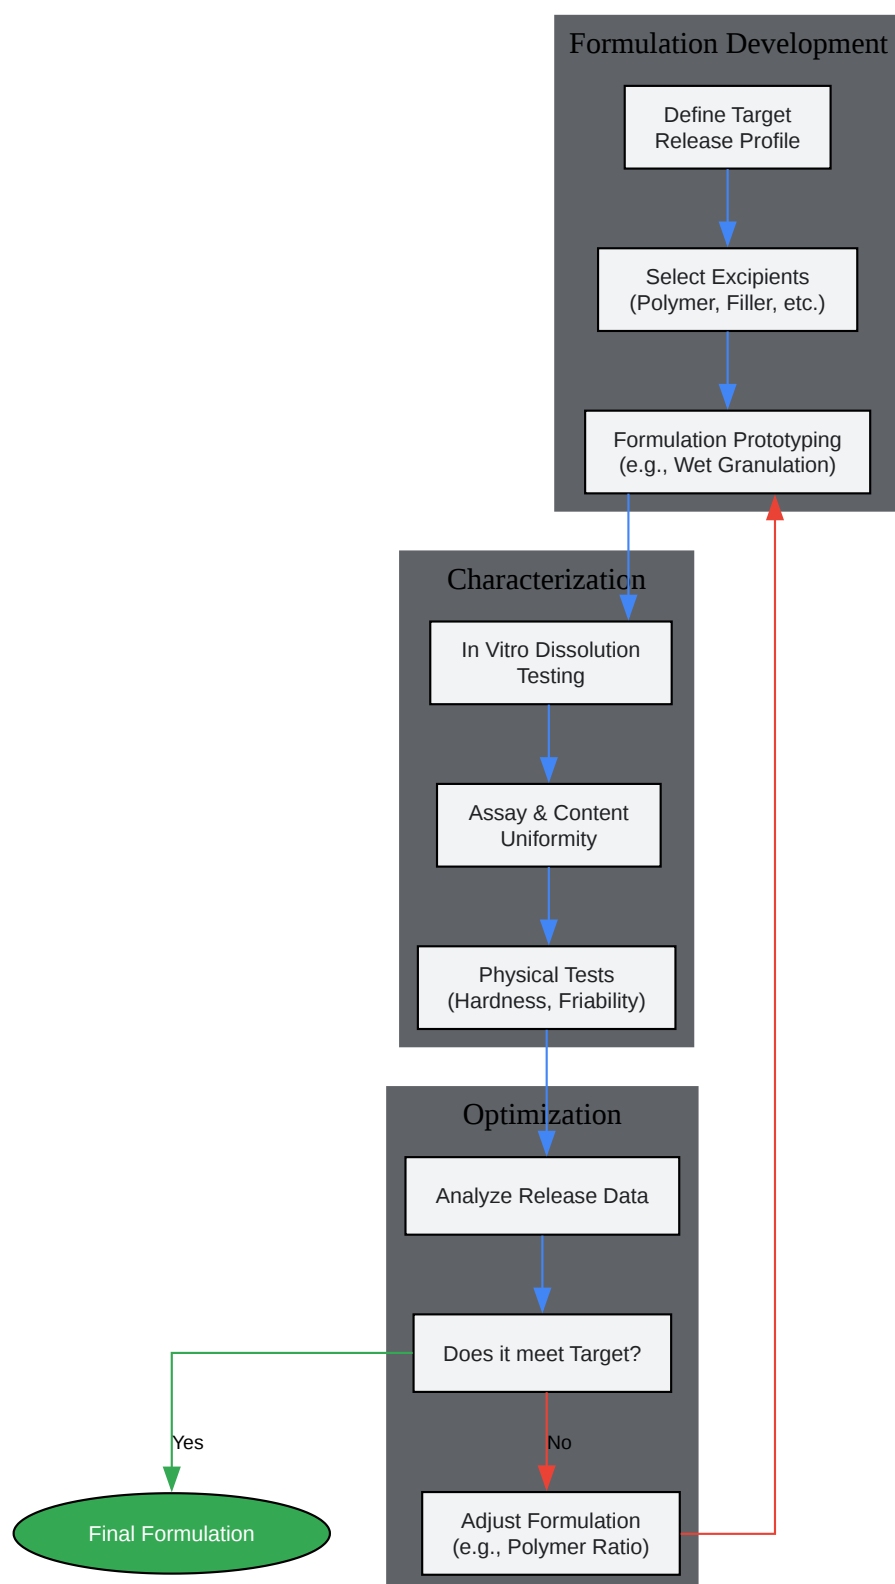 Formulation Development
Define Target
Release Profile
Select Excipients
(Polymer, Filler, etc.)
Formulation Prototyping
(e.g., Wet Granulation)
Characterization
In Vitro Dissolution
Testing
Assay & Content
Uniformity
Physical Tests
(Hardness, Friability)
Optimization
Analyze Release Data
Does it meet Target?
Yes
No
Final Formulation
Adjust Formulation
(e.g., Polymer Ratio)